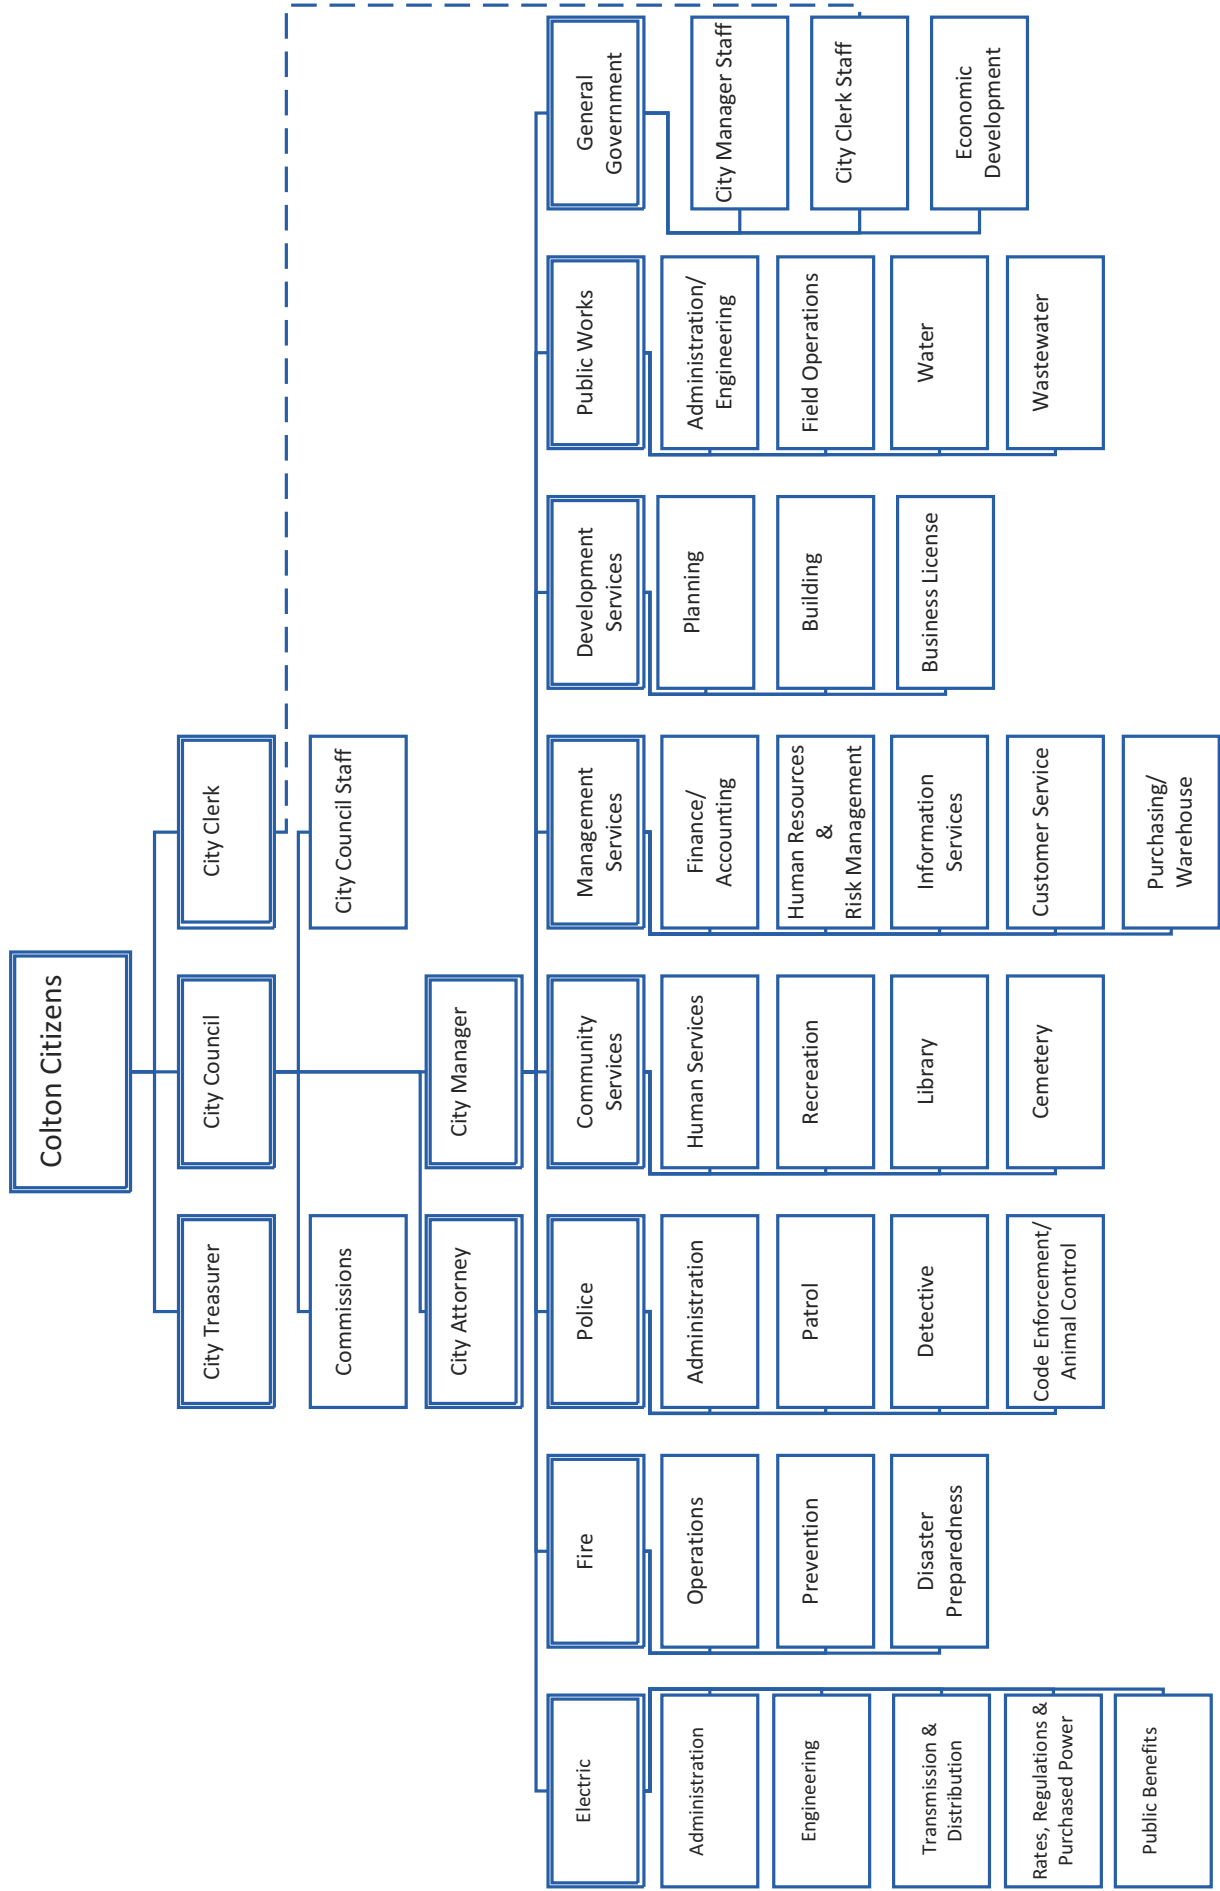 Colton Citizens
City Treasurer
City Council
City Clerk
Commissions
City Council Staff
City Attorney
City Manager
Electric
Administration
Engineering
Transmission &
Distribution
Rates, Regulations &
Purchased Power
Public Benefits
Fire
Operations
Prevention
Disaster
Preparedness
Police
Administration
Patrol
Detective
Code Enforcement/
Animal Control
Community
Services
Human Services
Recreation
Library
Cemetery
Management
Services
Finance/
Accounting
Human Resources
&
Risk Management
Information
Services
Customer Service
Purchasing/
Warehouse
Development
Services
Planning
Building
Business License
Public Works
Administration/
Engineering
Field Operations
Water
Wastewater
General
Government
City Manager Staff
City Clerk Staff
Economic
Development